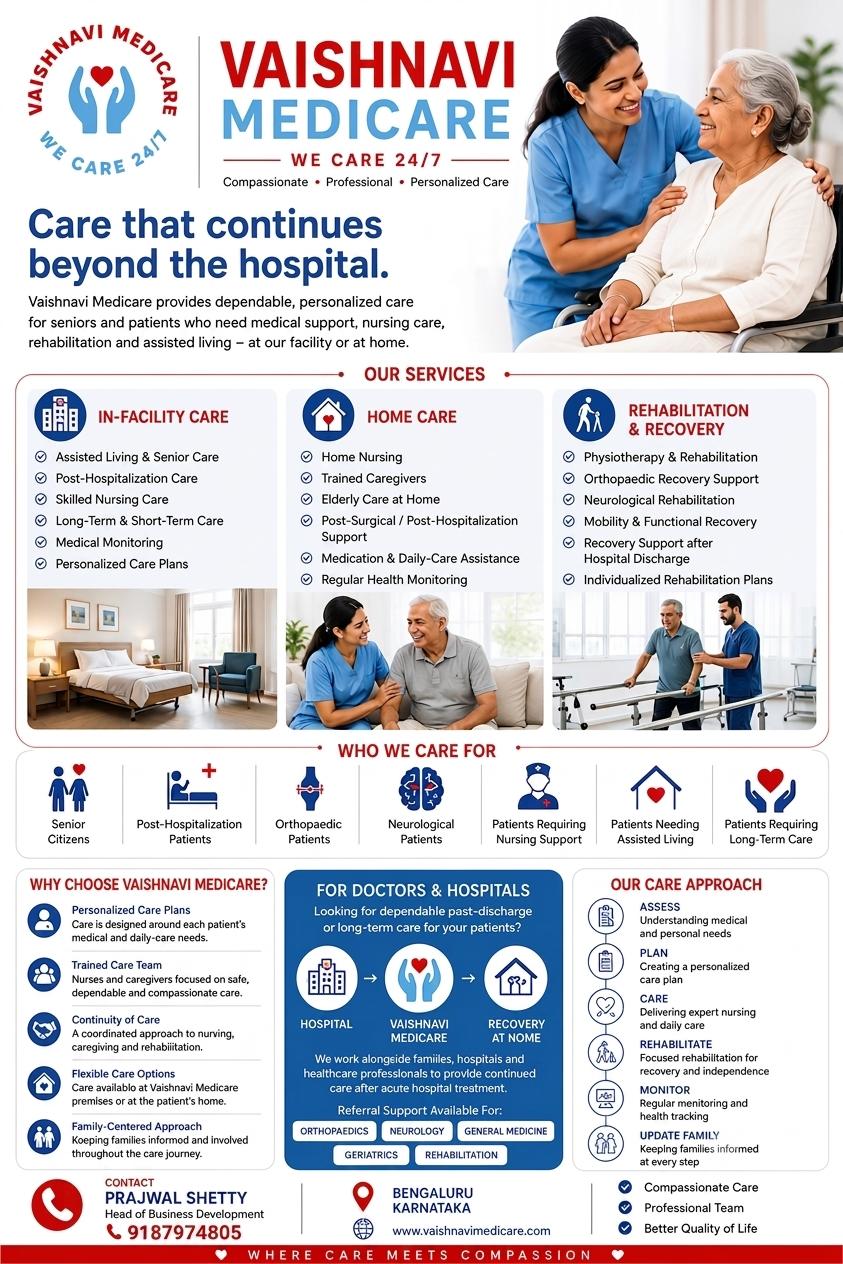 VAISHNAVI MEDICARE
WE CARE 24/7
VAISHNAVI
MEDICARE
WE CARE 24/7
Compassionate • Professional • Personalized Care
Care that continues
beyond the hospital.
Vaishnavi Medicare provides dependable, personalized care
for seniors and patients who need medical support, nursing care,
rehabilitation and assisted living – at our facility or at home.
OUR SERVICES
IN-FACILITY CARE
Assisted Living & Senior Care
Post-Hospitalization Care
Skilled Nursing Care
Long-Term & Short-Term Care
Medical Monitoring
Personalized Care Plans
HOME CARE
Home Nursing
Trained Caregivers
Elderly Care at Home
Post-Surgical / Post-Hospitalization
Support
Medication & Daily-Care Assistance
Regular Health Monitoring
REHABILITATION
& RECOVERY
Physiotherapy & Rehabilitation
Orthopaedic Recovery Support
Neurological Rehabilitation
Mobility & Functional Recovery
Recovery Support after
Hospital Discharge
Individualized Rehabilitation Plans
WHO WE CARE FOR
Senior
Citizens
Post-Hospitalization
Patients
Orthopaedic
Patients
Neurological
Patients
Patients Requiring
Nursing Support
Patients Needing
Assisted Living
Patients Requiring
Long-Term Care
WHY CHOOSE VAISHNAVI MEDICARE?
Personalized Care Plans
Care is designed around each patient's
medical and daily-care needs.
Trained Care Team
Nurses and caregivers focused on safe,
dependable and compassionate care.
Continuity of Care
A coordinated approach to nurving,
caregiving and rehabiiitation.
Flexible Care Options
Care availablo at Vaishnavi Medicare
premises or at the patient's home.
Family-Centered Approach
Keeping families informed and involved
throughout the care journey.
FOR DOCTORS & HOSPITALS
Looking for dependable past-discharge
or long-term care for your patients?
HOSPITAL
VAISHNAVI
MEDICARE
RECOVERY
AT NOME
We work alongside families, hospitals and
healthcare professionals to provide continued
care after acute hospital treatment.
Referral Support Available For:
ORTHOPAEDICS
NEUROLOGY
GENERAL MEDICINE
GERIATRICS
REHABILITATION
OUR CARE APPROACH
ASSESS
Understanding medical
and personal needs
PLAN
Creating a personalized
care plan
CARE
Delivering expert nursing
and daily care
REHABILITATE
Focused rehabilitation for
recovery and independence
MONITOR
Regular menitoring and
health tracking
UPDATE FAMILY
Keeping families informed
at every step
CONTACT
PRAJWAL SHETTY
Head of Business Development
9187974805
BENGALURU
KARNATAKA
www.vaishnavimedicare.com
Compassionate Care
Professional Team
Better Quality of Life
WHERE CARE MEETS COMPASSION